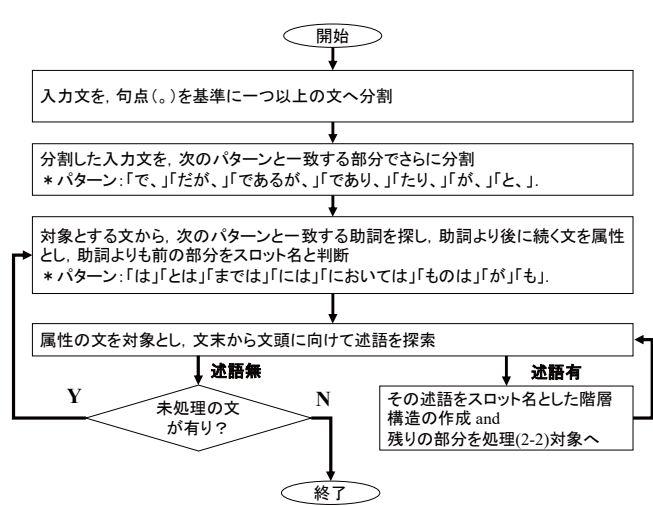 開始
入力文を, 句点(。)を基準に一つ以上の文へ分割
分割した入力文を, 次のパターンと一致する部分でさらに分割
＊パターン:「で、」「だが、」「であるが、」「であり、」「たり、」「が、」「と、」.
対象とする文から, 次のパターンと一致する助詞を探し, 助詞より後に続く文を属性
とし, 助詞よりも前の部分をスロット名と判断
＊パターン:「は」「とは」「までは」「には」「においては」「ものは」「が」「も」.
属性の文を対象とし, 文末から文頭に向けて述語を探索
述語無
述語有
Y
N
未処理の文
が有り？
その述語をスロット名とした階層
構造の作成 and
残りの部分を処理(2-2)対象へ
終了